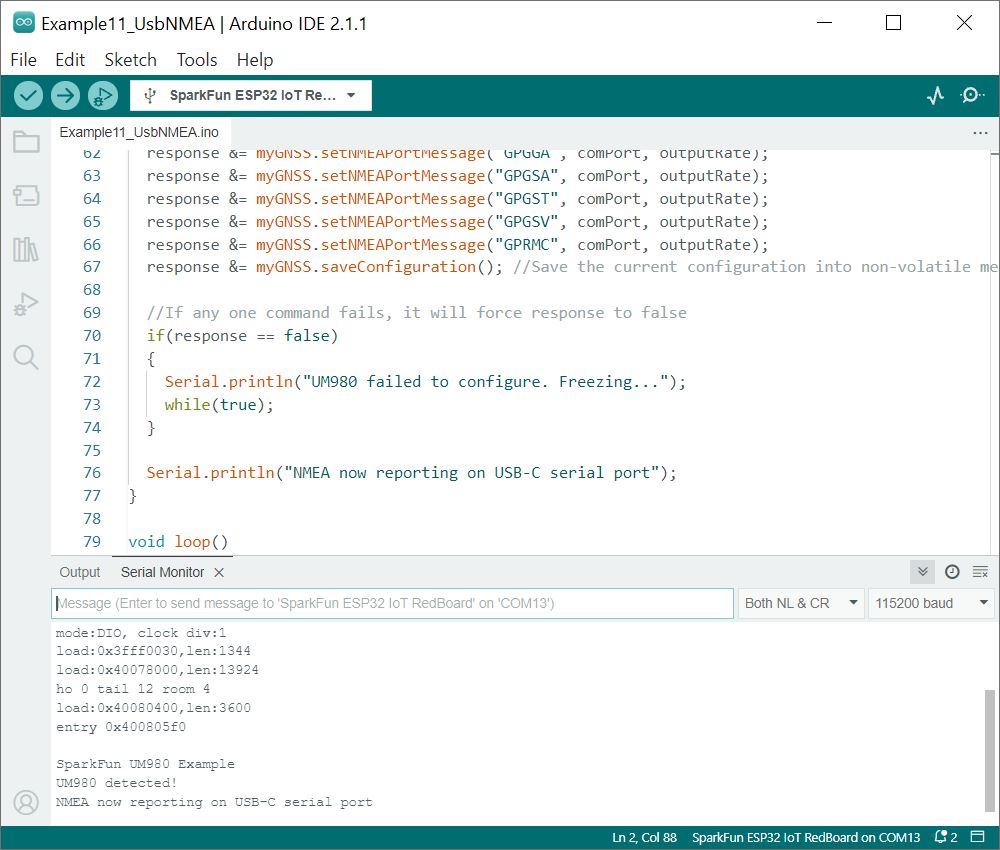 Example11_UsbNMEA | Arduino IDE 2.1.1
File Edit Sketch Tools Help
SparkFun ESP32 IoT Re...
Example11_UsbNMEA.ino
62 response &= myGNSS.setNMEAPortMessage("GPGGA", comPort, outputRate);
63 response &= myGNSS.setNMEAPortMessage("GPGSA", comPort, outputRate);
64 response &= myGNSS.setNMEAPortMessage("GPGST", comPort, outputRate);
65 response &= myGNSS.setNMEAPortMessage("GPGSV", comPort, outputRate);
66 response &= myGNSS.setNMEAPortMessage("GPRMC", comPort, outputRate);
67 response &= myGNSS.saveConfiguration(); //Save the current configuration into non-volatile me
68
69 //If any one command fails, it will force response to false
70 if(response == false)
71 {
72 Serial.println("UM980 failed to configure. Freezing...");
73 while(true);
74 }
75
76 Serial.println("NMEA now reporting on USB-C serial port");
77 }
78
79 void loop()
Output Serial Monitor
Message (Enter to send message to 'SparkFun ESP32 IoT RedBoard' on 'COM13') Both NL & CR 115200 baud
mode:DIO, clock div:1
load:0x3fff0030,len:1344
load:0x40078000,len:13924
ho 0 tail 12 room 4
load:0x40080400,len:3600
entry 0x400805f0
SparkFun UM980 Example
UM980 detected!
NMEA now reporting on USB-C serial port
Ln 2, Col 88 SparkFun ESP32 IoT RedBoard on COM13 2